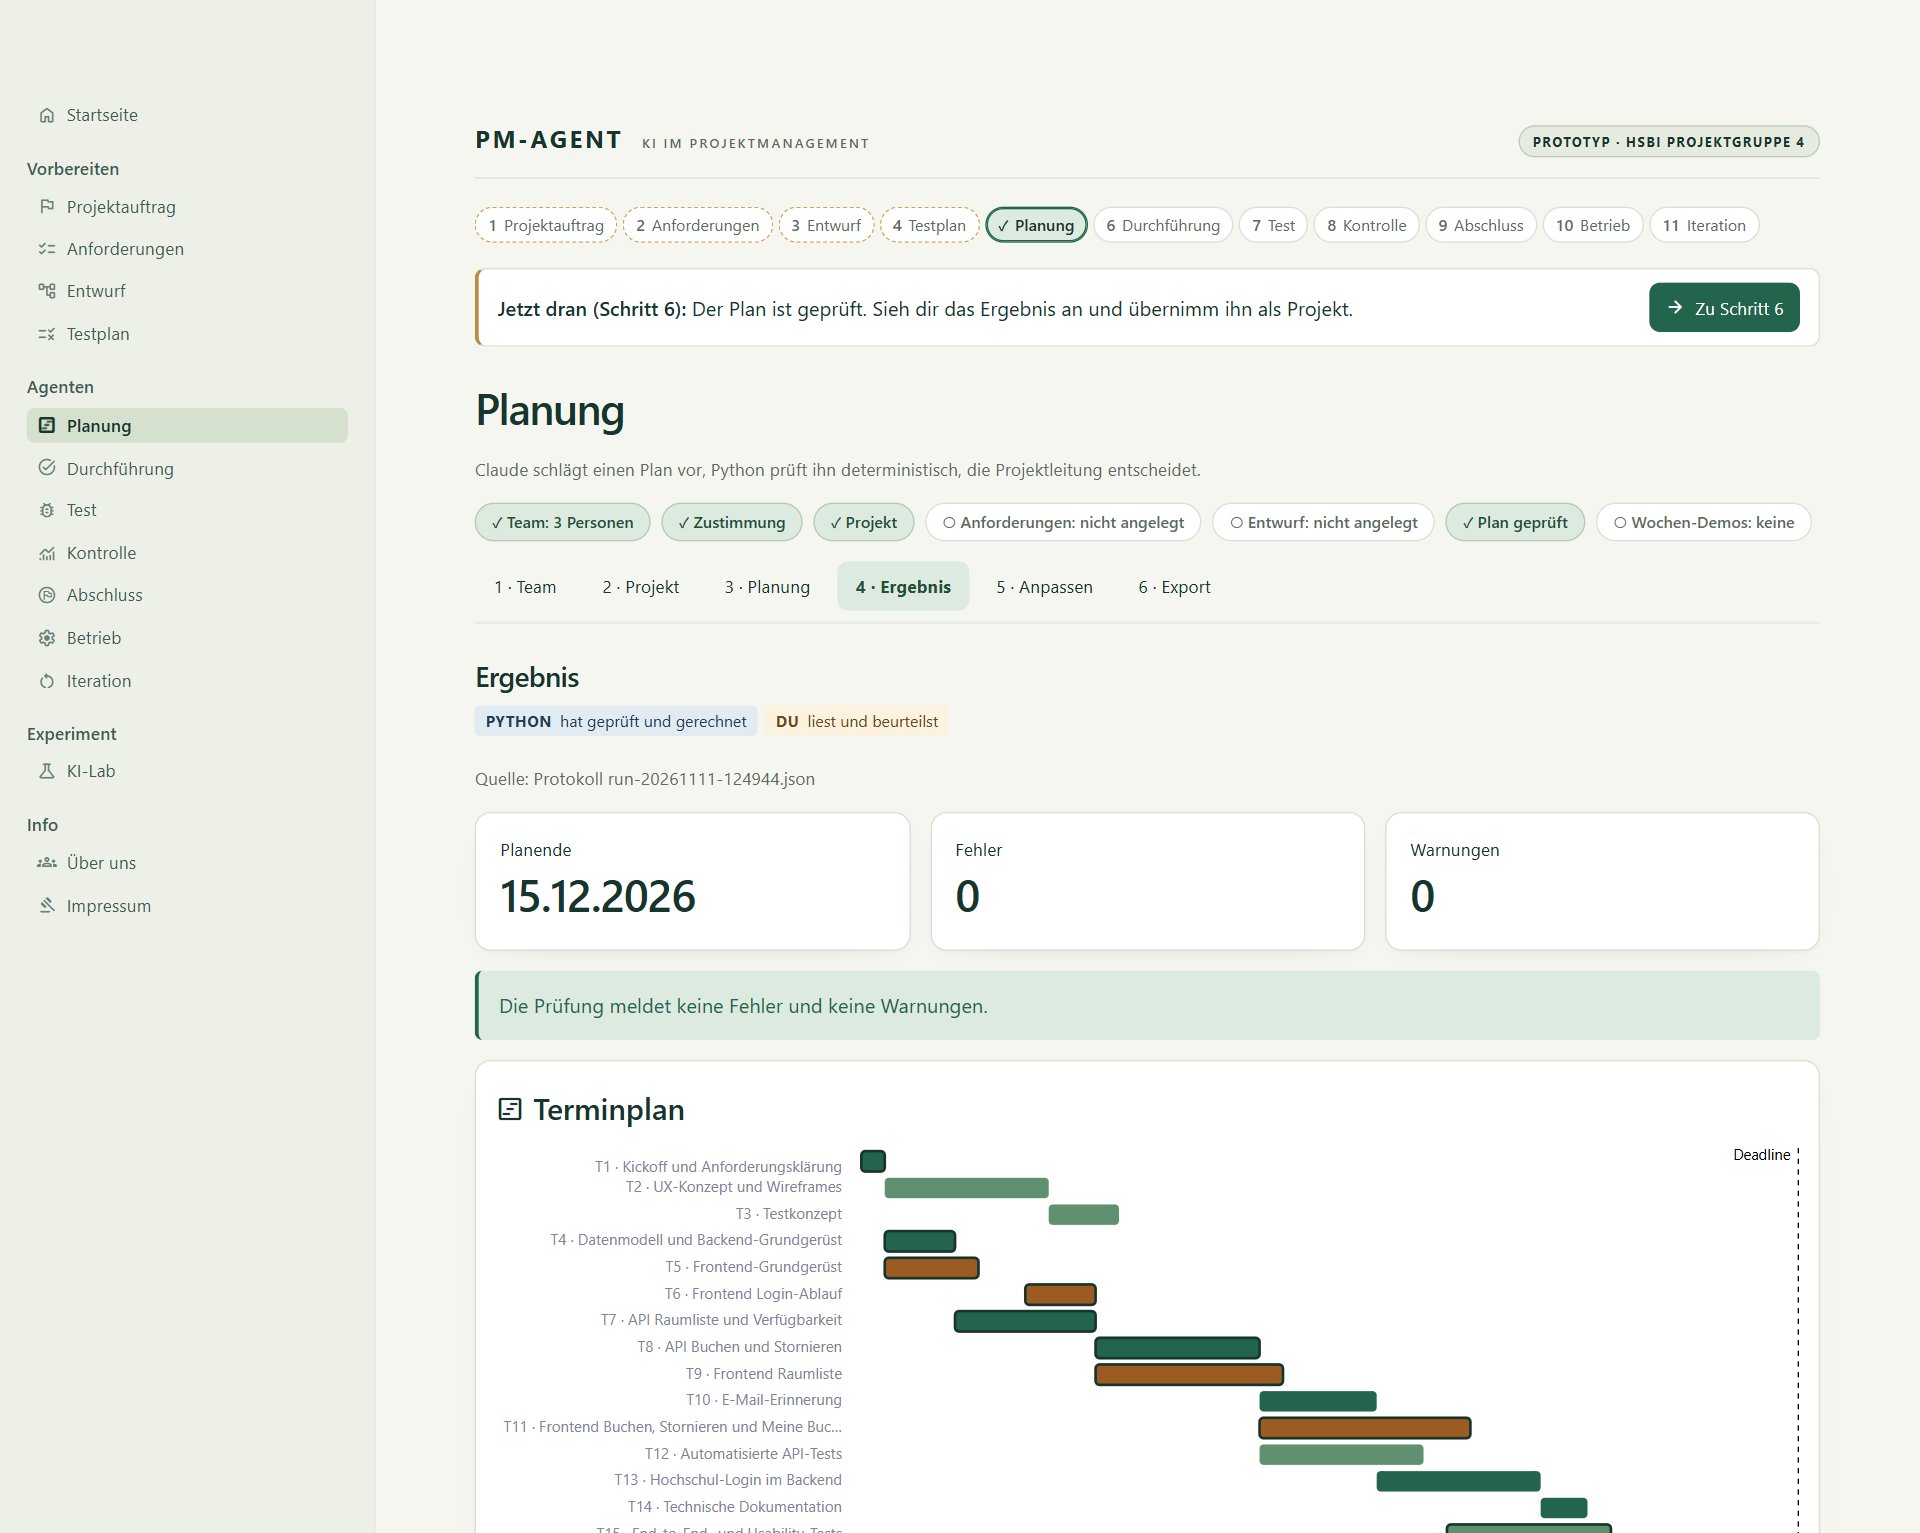 Startseite
Vorbereiten
Projektauftrag
Anforderungen
Entwurf
Testplan
Agenten
Planung
Durchführung
Test
Kontrolle
Abschluss
Betrieb
Iteration
Experiment
KI-Lab
Info
Über uns
Impressum
PM-AGENT KI IM PROJEKTMANAGEMENT
PROTOTYP · HSBI PROJEKTGRUPPE 4
1 Projektauftrag 2 Anforderungen 3 Entwurf 4 Testplan ✓ Planung 6 Durchführung 7 Test 8 Kontrolle 9 Abschluss 10 Betrieb 11 Iteration
Jetzt dran (Schritt 6): Der Plan ist geprüft. Sieh dir das Ergebnis an und übernimm ihn als Projekt.
→ Zu Schritt 6
Planung
Claude schlägt einen Plan vor, Python prüft ihn deterministisch, die Projektleitung entscheidet.
✓ Team: 3 Personen ✓ Zustimmung ✓ Projekt ○ Anforderungen: nicht angelegt ○ Entwurf: nicht angelegt ✓ Plan geprüft ○ Wochen-Demos: keine
1 · Team 2 · Projekt 3 · Planung 4 · Ergebnis 5 · Anpassen 6 · Export
Ergebnis
PYTHON hat geprüft und gerechnet DU liest und beurteilst
Quelle: Protokoll run-20261111-124944.json
Planende
15.12.2026
Fehler
0
Warnungen
0
Die Prüfung meldet keine Fehler und keine Warnungen.
Terminplan
Deadline
T1 · Kickoff und Anforderungsklärung
T2 · UX-Konzept und Wireframes
T3 · Testkonzept
T4 · Datenmodell und Backend-Grundgerüst
T5 · Frontend-Grundgerüst
T6 · Frontend Login-Ablauf
T7 · API Raumliste und Verfügbarkeit
T8 · API Buchen und Stornieren
T9 · Frontend Raumliste
T10 · E-Mail-Erinnerung
T11 · Frontend Buchen, Stornieren und Meine Buc...
T12 · Automatisierte API-Tests
T13 · Hochschul-Login im Backend
T14 · Technische Dokumentation
T15 · End-to-End- und Usability-Tests